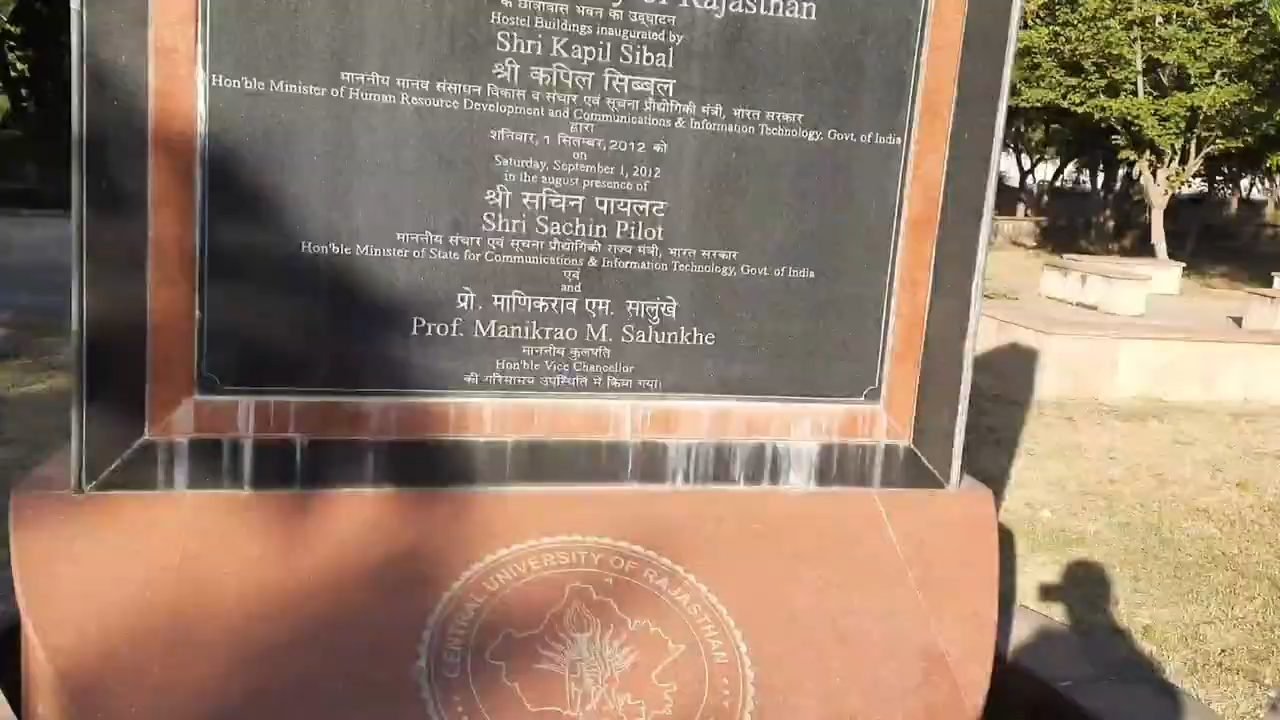 of Rajasthan
के छात्रावास भवन का उद्घाटन
Hostel Buildings inaugurated by
Shri Kapil Sibal
श्री कपिल सिब्बल
माननीय मानव संसाधन विकास व संचार एवं सूचना प्रौद्योगिकी मंत्री, भारत सरकार
Hon'ble Minister of Human Resource Development and Communications & Information Technology, Govt. of India
द्वारा
शनिवार, 1 सितम्बर,2012 को
on
Saturday, September 1, 2012
in the august presence of
श्री सचिन पायलट
Shri Sachin Pilot
माननीय संचार एवं सूचना प्रौद्योगिकी राज्य मंत्री, भारत सरकार
Hon'ble Minister of State for Communications & Information Technology, Govt. of India
एवं
and
प्रो. माणिकराव एम. सालुंखे
Prof. Manikrao M. Salunkhe
माननीय कुलपति
Hon'ble Vice Chancellor
की गरिमामय उपस्थिति में किया गया।
CENTRAL UNIVERSITY OF RAJASTHAN